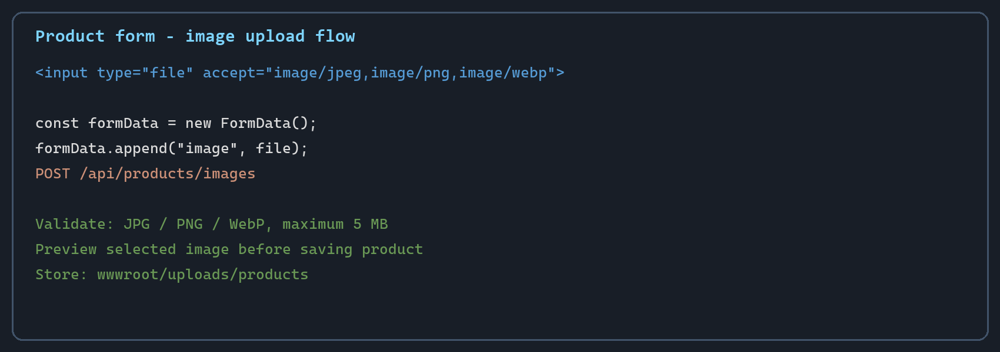 Product form - image upload flow
<input type="file" accept="image/jpeg,image/png,image/webp">
const formData = new FormData();
formData.append("image", file);
POST /api/products/images
Validate: JPG / PNG / WebP, maximum 5 MB
Preview selected image before saving product
Store: wwwroot/uploads/products